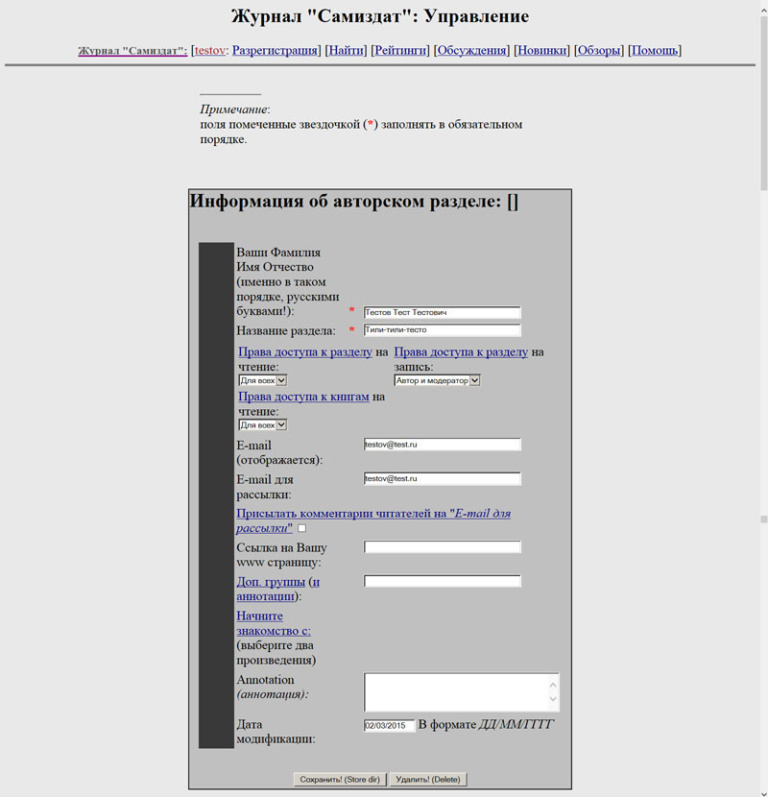 Журнал "Самиздат": Управление
Журнал "Самиздат": [testov: Разрегистрация] [Найти] [Рейтинги] [Обсуждения] [Новинки] [Обзоры] [Помощь]
Примечание:
поля помеченные звездочкой (*) заполнять в обязательном
порядке.
Информация об авторском разделе: []
Ваши Фамилия
Имя Отчество
(именно в таком
порядке, русскими
буквами!): * Тестов Тест Тестович
Название раздела: * Типи-типи-тесто
Права доступа к разделу на Права доступа к разделу на
чтение: запись:
Для всех Автор и модератор
Права доступа к книгам на
чтение:
Для всех
E-mail testov@test.ru
(отображается):
E-mail для testov@test.ru
рассылки:
Присылать комментарии читателей на "E-mail для
рассылки"
Ссылка на Вашу
www страницу:
Доп. группы (и
аннотации):
Начните
знакомство с:
(выберите два
произведения)
Annotation
(аннотация):
Дата 02/03/2015 В формате ДД/ММ/ГГГГ
модификации:
Сохранить! (Store dir) Удалить! (Delete)